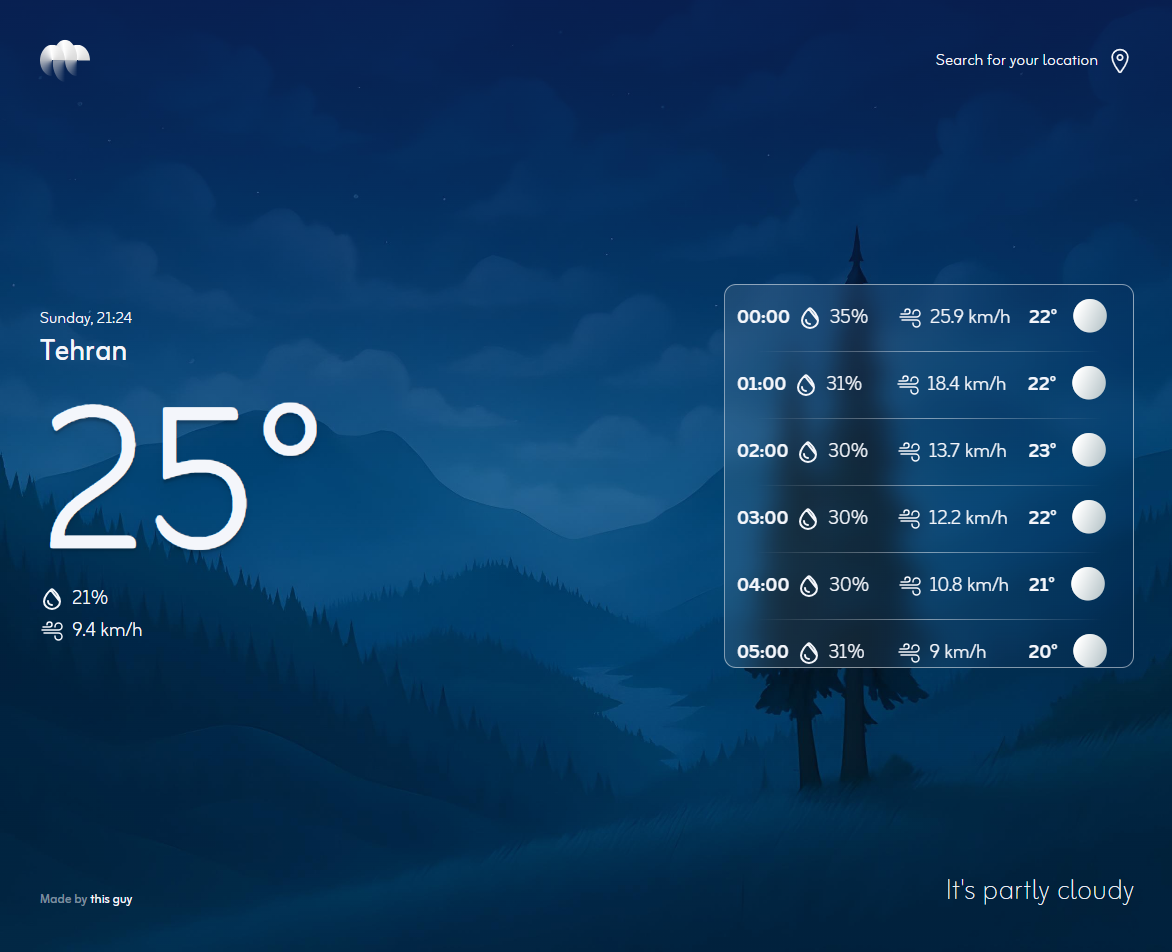 Search for your location
Sunday, 21:24
Tehran
25°
21%
9.4 km/h
00:00 35% 25.9 km/h 22°
01:00 31% 18.4 km/h 22°
02:00 30% 13.7 km/h 23°
03:00 30% 12.2 km/h 22°
04:00 30% 10.8 km/h 21°
05:00 31% 9 km/h 20°
It's partly cloudy
Made by this guy